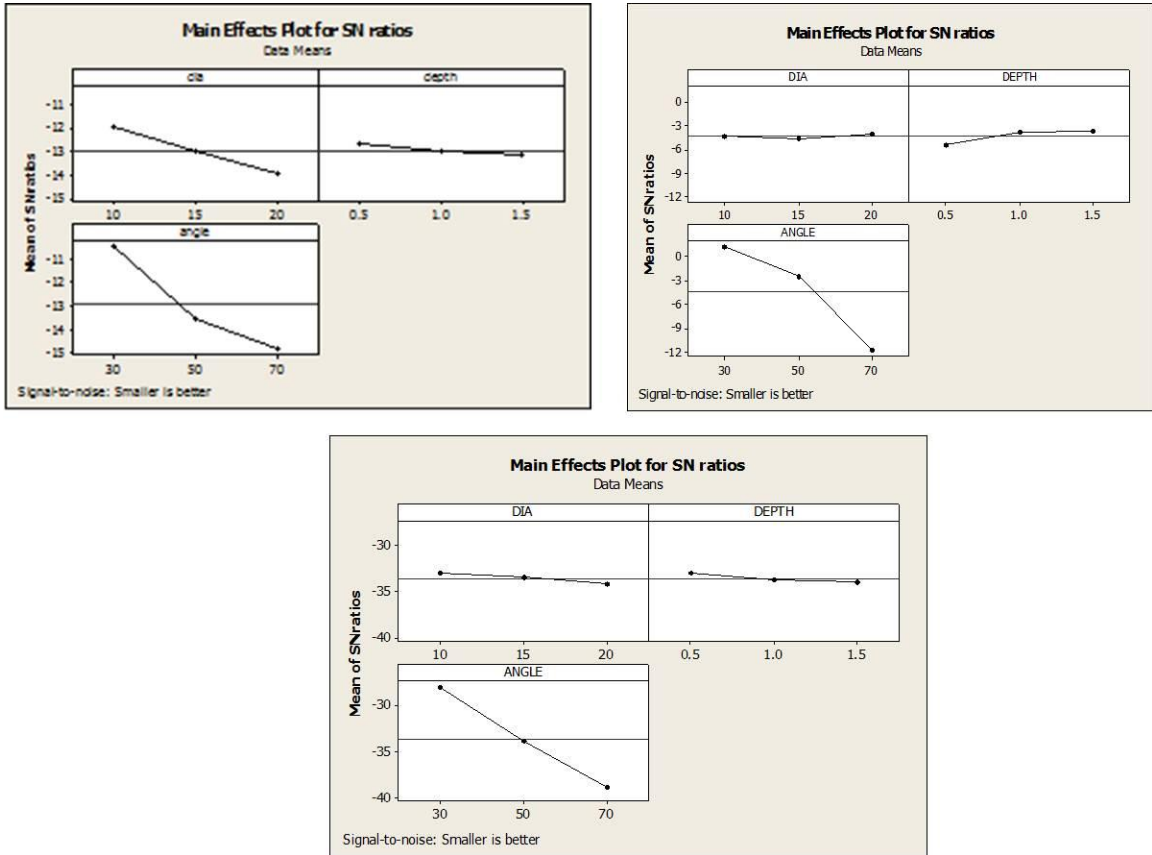 Main Effects Plot for SN ratios
Data Means
dia depth
-11
-12
-13
-14
-15
10 15 20 0.5 1.0 1.5
angle
-11
-12
-13
-14
-15
30 50 70
Mean of SN ratios
Signal-to-noise: Smaller is better
Main Effects Plot for SN ratios
Data Means
DIA DEPTH
0
-3
-6
-9
-12
10 15 20 0.5 1.0 1.5
ANGLE
0
-3
-6
-9
-12
30 50 70
Mean of SN ratios
Signal-to-noise: Smaller is better
Main Effects Plot for SN ratios
Data Means
DIA DEPTH
-30
-35
-40
10 15 20 0.5 1.0 1.5
ANGLE
-30
-35
-40
30 50 70
Mean of SN ratios
Signal-to-noise: Smaller is better